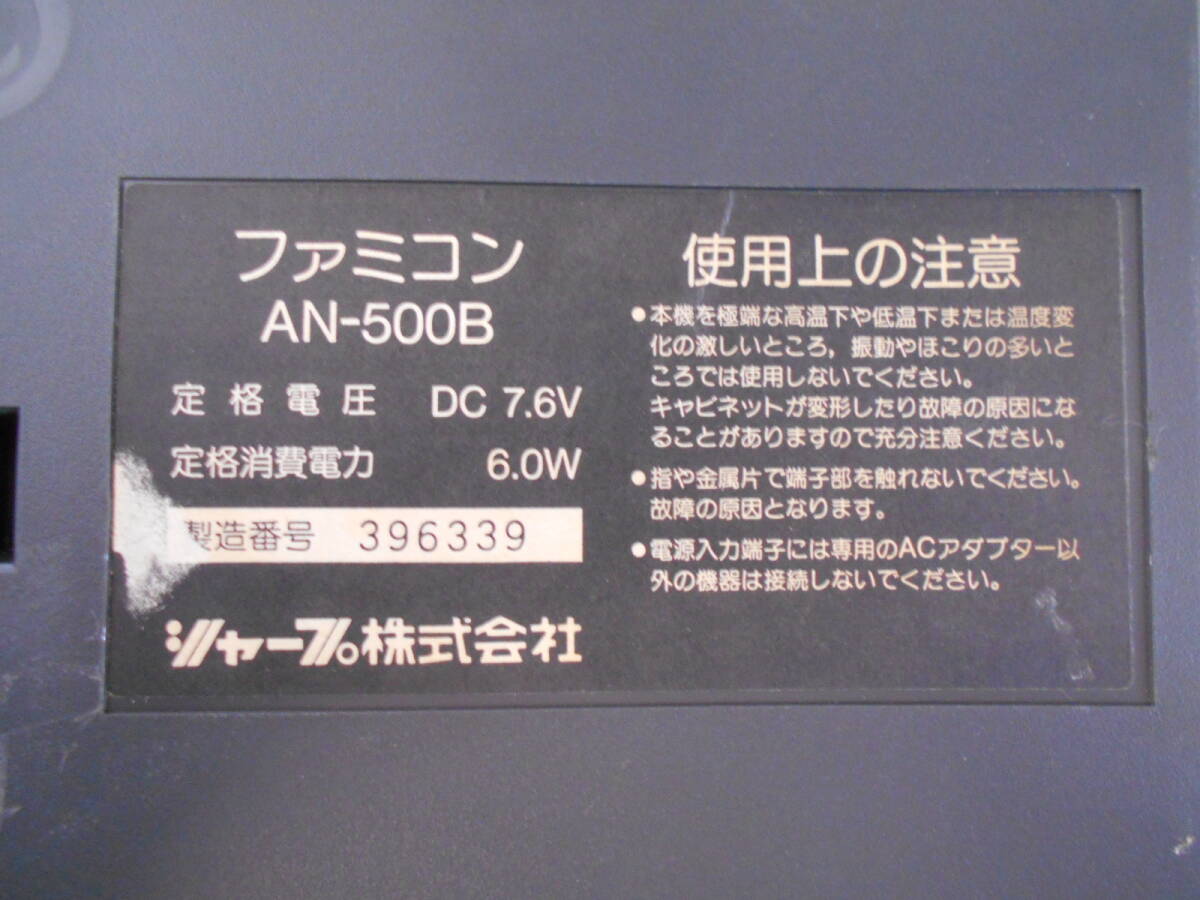 ファミコン
AN-500B
定格電圧 DC 7.6V
定格消費電力 6.0W
製造番号 396339
シャープ株式会社
使用上の注意
●本機を極端な高温下や低温下または温度変
化の激しいところ，振動やほこりの多いと
ころでは使用しないでください。
キャビネットが変形したり故障の原因にな
ることがありますので充分注意ください。
●指や金属片で端子部を触れないでください。
故障の原因となります。
●電源入力端子には専用のACアダプター以
外の機器は接続しないでください。